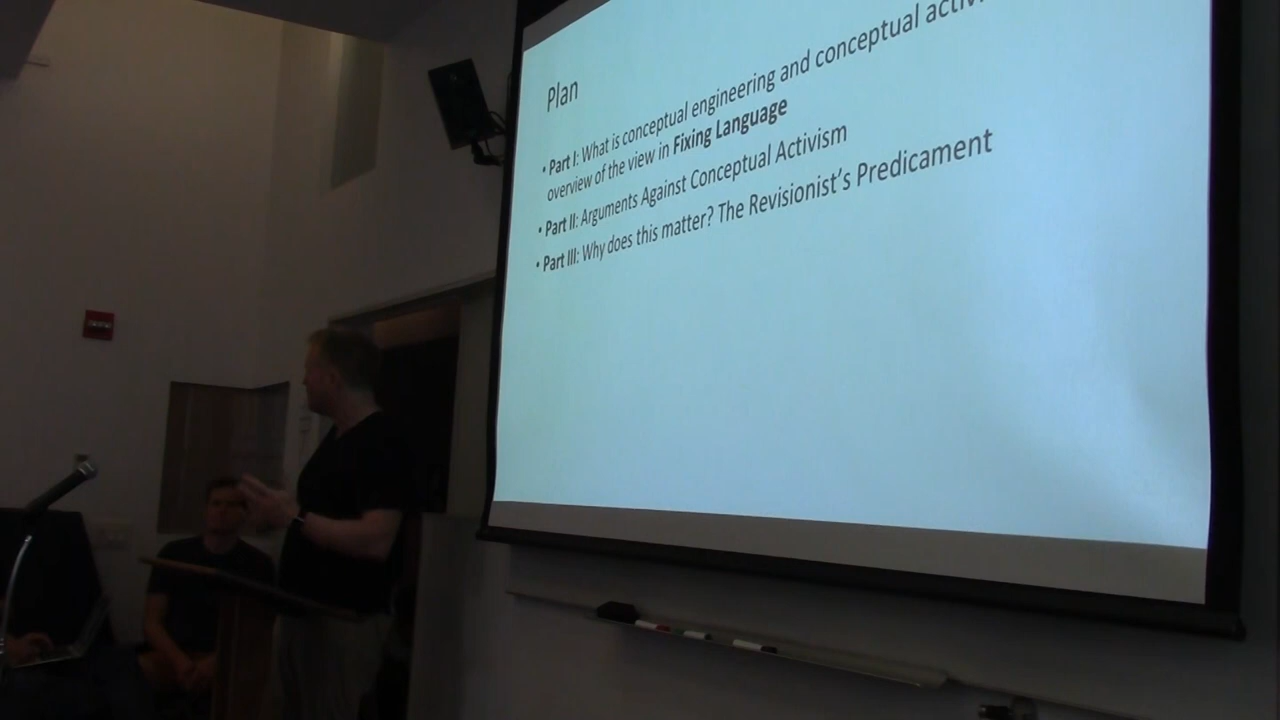 Plan
• Part I: What is conceptual engineering and conceptual
overview of the view in Fixing Language
• Part II: Arguments Against Conceptual Activism
• Part III: Why does this matter? The Revisionist's Predicament